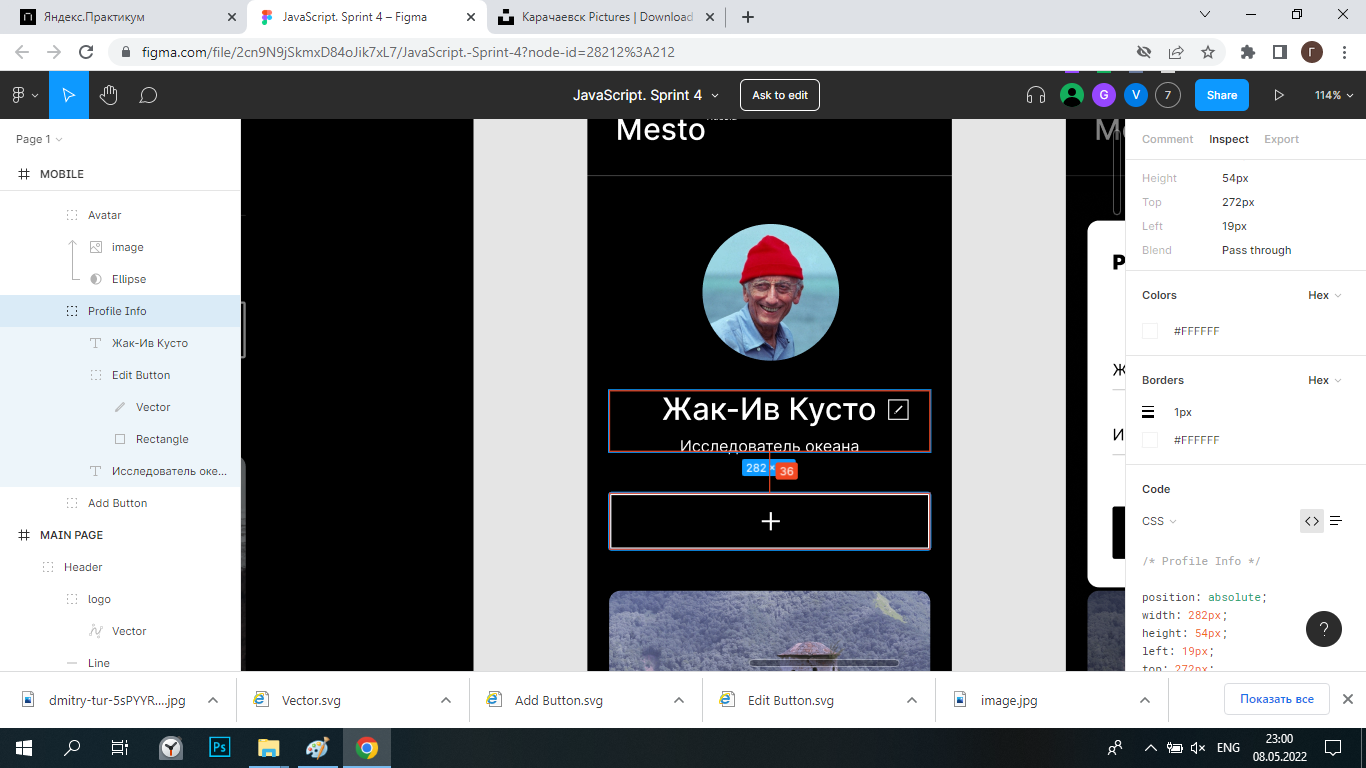 Яндекс.Практикум
JavaScript. Sprint 4 – Figma
Карачаевск Pictures | Download
figma.com/file/2cn9N9jSkmxD84oJik7xL7/JavaScript.-Sprint-4?node-id=28212%3A212
Г
JavaScript. Sprint 4
Ask to edit
G
V
7
Share
114%
Page 1
MOBILE
Avatar
image
Ellipse
Profile Info
Жак-Ив Кусто
Edit Button
Vector
Rectangle
Исследователь оке...
Add Button
MAIN PAGE
Header
logo
Vector
Line
Mesto
Жак-Ив Кусто
Исследователь океана
282 ×
36
Comment
Inspect
Export
Height
54px
Top
272px
Left
19px
Blend
Pass through
Colors
Hex
#FFFFFF
Borders
Hex
1px
#FFFFFF
Code
CSS
/* Profile Info */
position: absolute;
width: 282px;
height: 54px;
left: 19px;
top: 272px;
?
dmitry-tur-5sPYYR....jpg
Vector.svg
Add Button.svg
Edit Button.svg
image.jpg
Показать все
Ps
ENG
23:00
08.05.2022